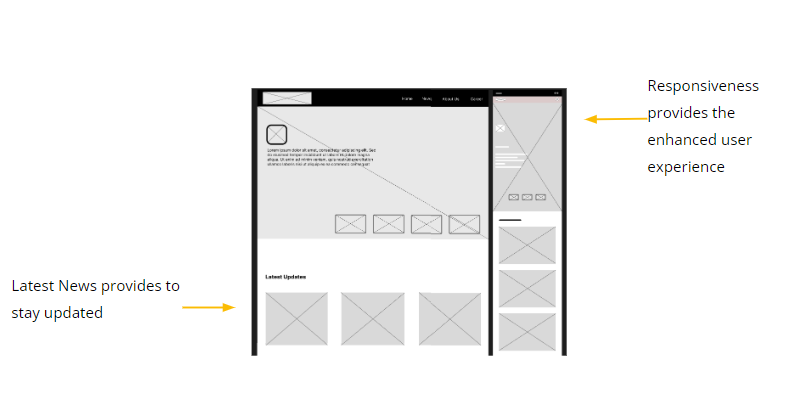 Responsiveness
provides the
enhanced user
experience
Home News About Us Career
Lorem ipsum dolor sit amet, consectetur adipiscing elit. Sed
Latest Updates
Latest News provides to
stay updated